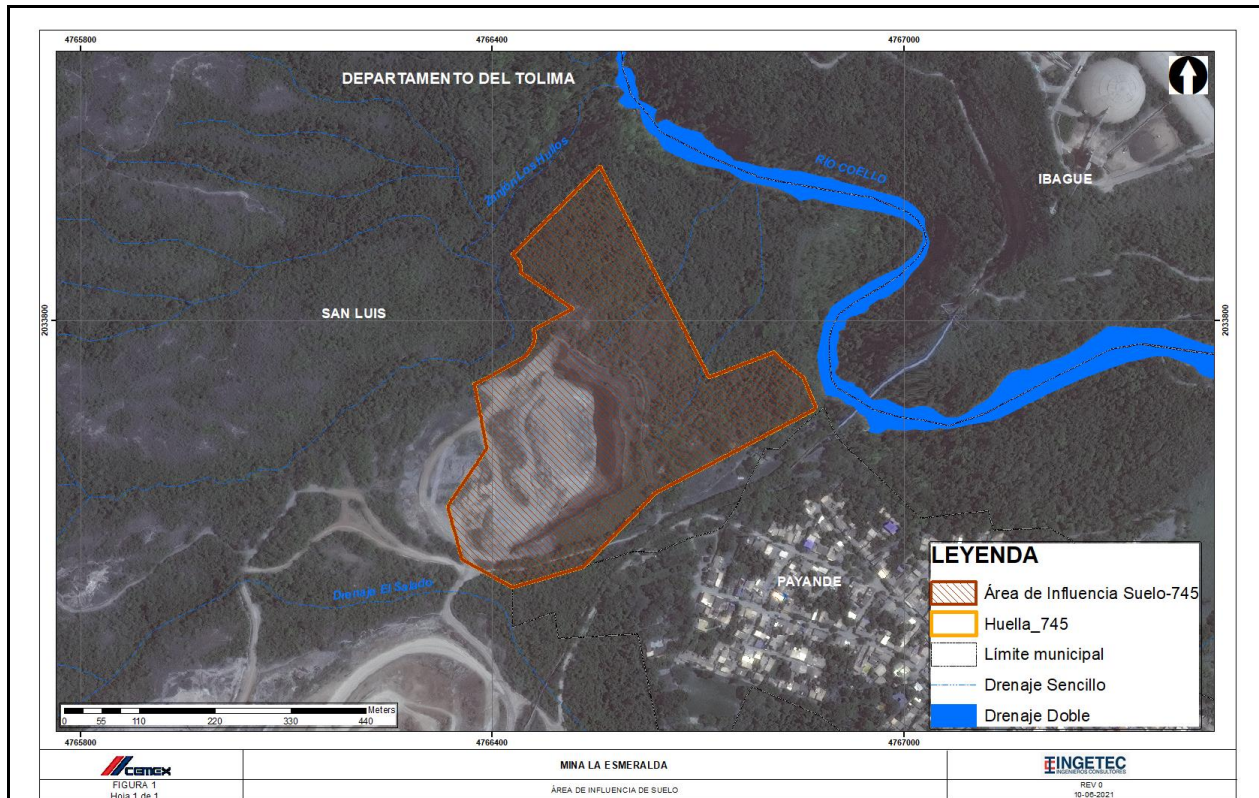 4765800 4766400 4767000
DEPARTAMENTO DEL TOLIMA
Zanjon Los Hullos
RIO COELLO
IBAGUE
2033800
SAN LUIS
2033800
PAYANDE
Drenaje El Salado
LEYENDA
Área de Influencia Suelo-745
Huella_745
Límite municipal
Drenaje Sencillo
Drenaje Doble
Meters
0 55 110 220 330 440
4765800 4766400 4767000
CEMEX
FIGURA 1
Hoja 1 de 1
MINA LA ESMERALDA
ÁREA DE INFLUENCIA DE SUELO
INGETEC
INGENIEROS CONSULTORES
REV 0
10-06-2021